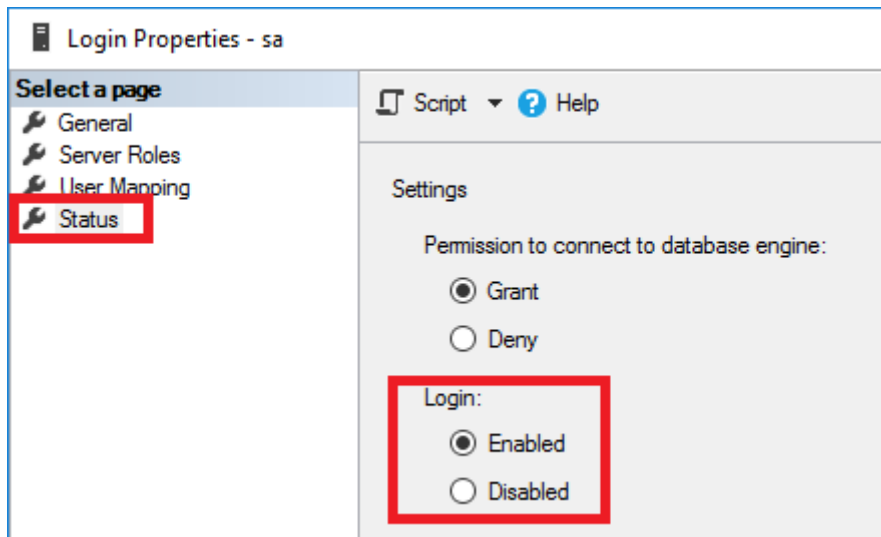 Login Properties - sa
Select a page
General
Server Roles
User Mapping
Status
Script
Help
Settings
Permission to connect to database engine:
Grant
Deny
Login:
Enabled
Disabled